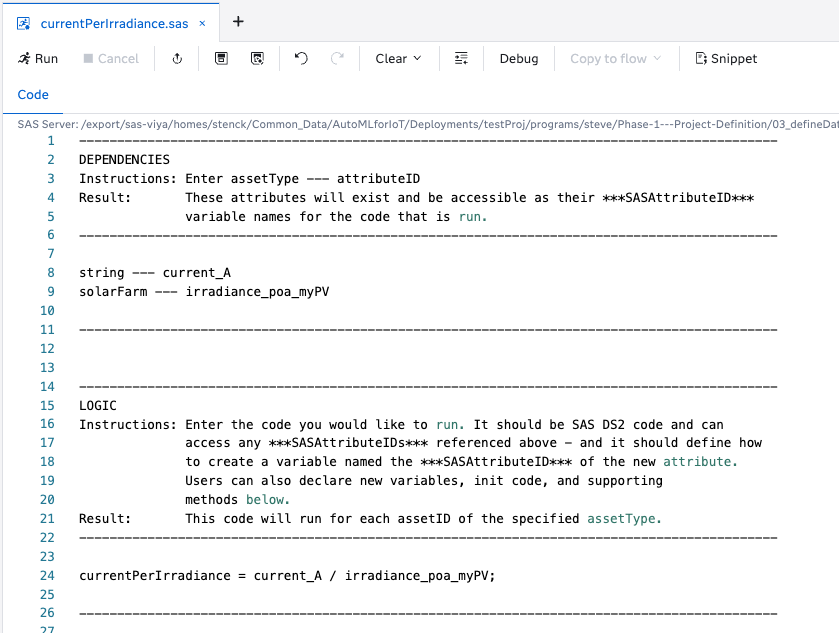 currentPerIrradiance.sas × +
Run Cancel Clear Debug Copy to flow Snippet
Code
SAS Server: /export/sas-viya/homes/stenck/Common_Data/AutoMLforIoT/Deployments/testProj/programs/steve/Phase-1---Project-Definition/03_defineDat
1 --------------------------------------------------------------------------------------------
2 DEPENDENCIES
3 Instructions: Enter assetType --- attributeID
4 Result: These attributes will exist and be accessible as their ***SASAttributeID***
5 variable names for the code that is run.
6 --------------------------------------------------------------------------------------------
7
8 string --- current_A
9 solarFarm --- irradiance_poa_myPV
10
11 --------------------------------------------------------------------------------------------
12
13
14 --------------------------------------------------------------------------------------------
15 LOGIC
16 Instructions: Enter the code you would like to run. It should be SAS DS2 code and can
17 access any ***SASAttributeIDs*** referenced above – and it should define how
18 to create a variable named the ***SASAttributeID*** of the new attribute.
19 Users can also declare new variables, init code, and supporting
20 methods below.
21 Result: This code will run for each assetID of the specified assetType.
22 --------------------------------------------------------------------------------------------
23
24 currentPerIrradiance = current_A / irradiance_poa_myPV;
25
26 --------------------------------------------------------------------------------------------
27